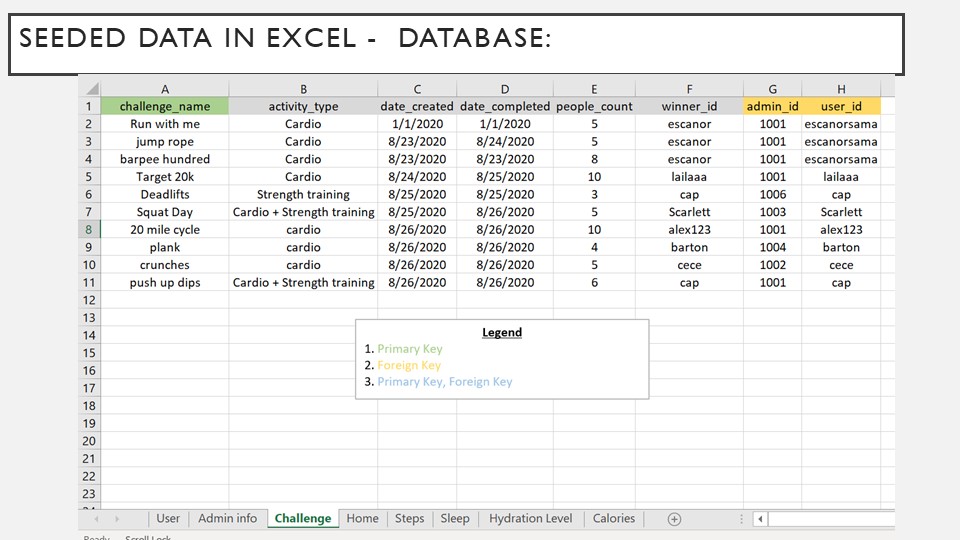 SEEDED DATA IN EXCEL - DATABASE:
A B C D E F G H
1 challenge_name activity_type date_created date_completed people_count winner_id admin_id user_id
2 Run with me Cardio 1/1/2020 1/1/2020 5 escanor 1001 escanorsama
3 jump rope Cardio 8/23/2020 8/24/2020 5 escanor 1001 escanorsama
4 barpee hundred Cardio 8/23/2020 8/23/2020 8 escanor 1001 escanorsama
5 Target 20k Cardio 8/24/2020 8/25/2020 10 lailaaa 1001 lailaaa
6 Deadlifts Strength training 8/25/2020 8/25/2020 3 cap 1006 cap
7 Squat Day Cardio + Strength training 8/25/2020 8/26/2020 5 Scarlett 1003 Scarlett
8 20 mile cycle cardio 8/26/2020 8/26/2020 10 alex123 1001 alex123
9 plank cardio 8/26/2020 8/26/2020 4 barton 1004 barton
10 crunches cardio 8/26/2020 8/26/2020 5 cece 1002 cece
11 push up dips Cardio + Strength training 8/26/2020 8/26/2020 6 cap 1001 cap
12
13
14 Legend
15 1. Primary Key
16 2. Foreign Key
17 3. Primary Key, Foreign Key
18
19
20
21
22
23
24
User Admin info Challenge Home Steps Sleep Hydration Level Calories
Ready Scroll Lock